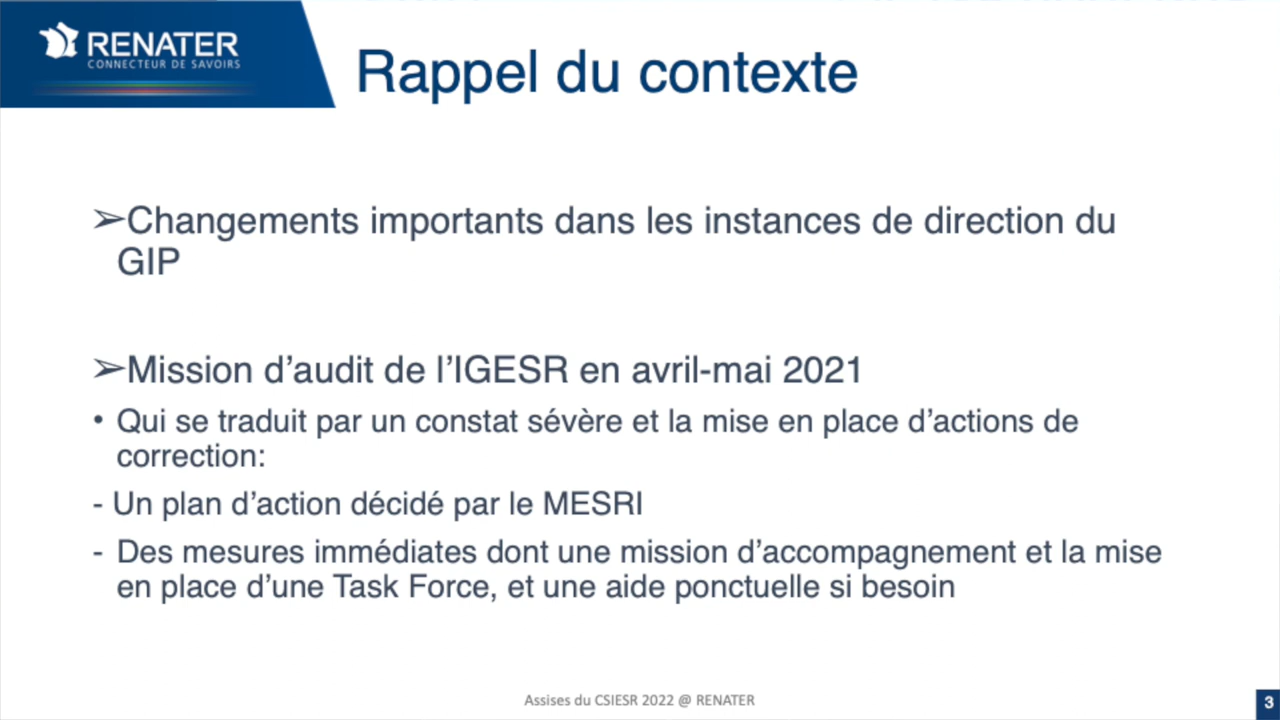 RENATER
CONNECTEUR DE SAVOIRS
Rappel du contexte
➢Changements importants dans les instances de direction du
GIP
➢Mission d’audit de l’IGESR en avril-mai 2021
• Qui se traduit par un constat sévère et la mise en place d’actions de
correction:
- Un plan d’action décidé par le MESRI
- Des mesures immédiates dont une mission d’accompagnement et la mise
en place d’une Task Force, et une aide ponctuelle si besoin
Assises du CSIESR 2022 @ RENATER
3